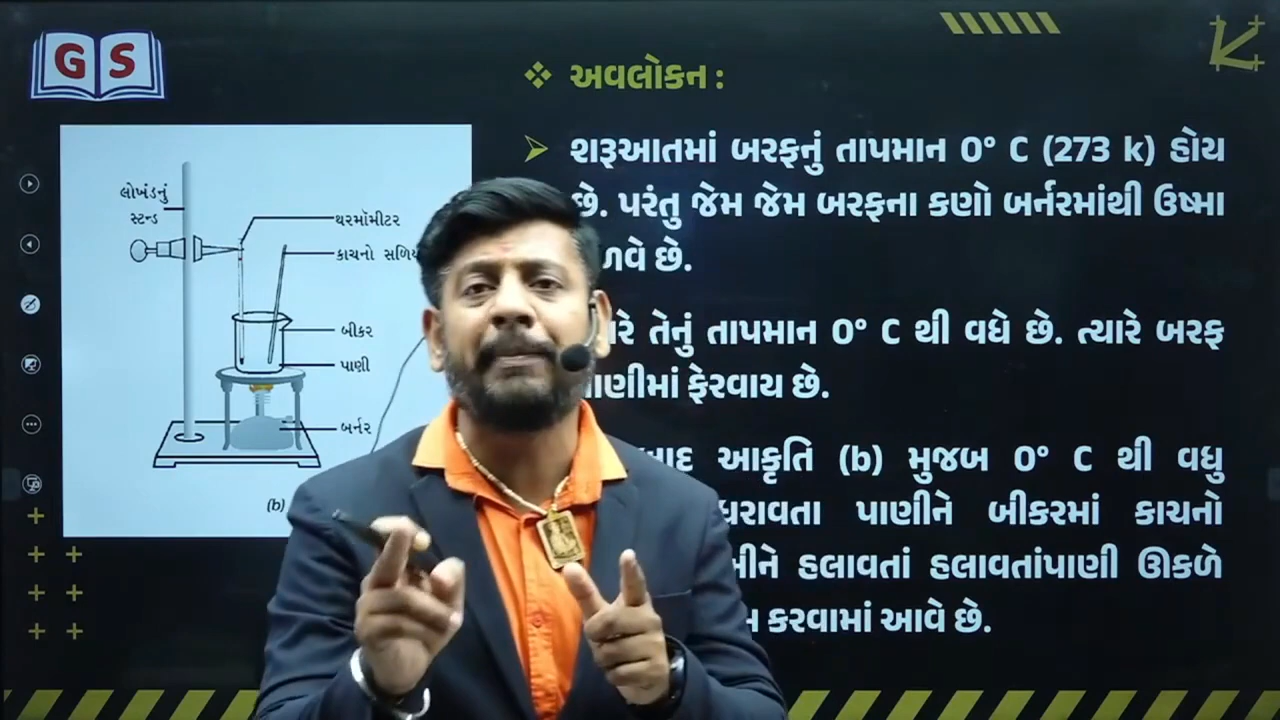 GS
❖ અવલોકન :
➤ શરૂઆતમાં બરફનું તાપમાન 0° C (273 k) હોય
છે. પરંતુ જેમ જેમ બરફના કણો બર્નરમાંથી ઉષ્મા
ળવે છે.
રે તેનું તાપમાન 0° C થી વધે છે. ત્યારે બરફ
ાણીમાં ફેરવાય છે.
બાદ આકૃતિ (b) મુજબ 0° C થી વધુ
ધરાવતા પાણીને બીકરમાં કાચનો
હલાવતાં હલાવતાંપાણી ઊકળે
કરવામાં આવે છે.
લોખંડનું
સ્ટન્ડ
થરમૉમીટર
કાચનો સળિય
બીકર
પાણી
બર્નર
(b)